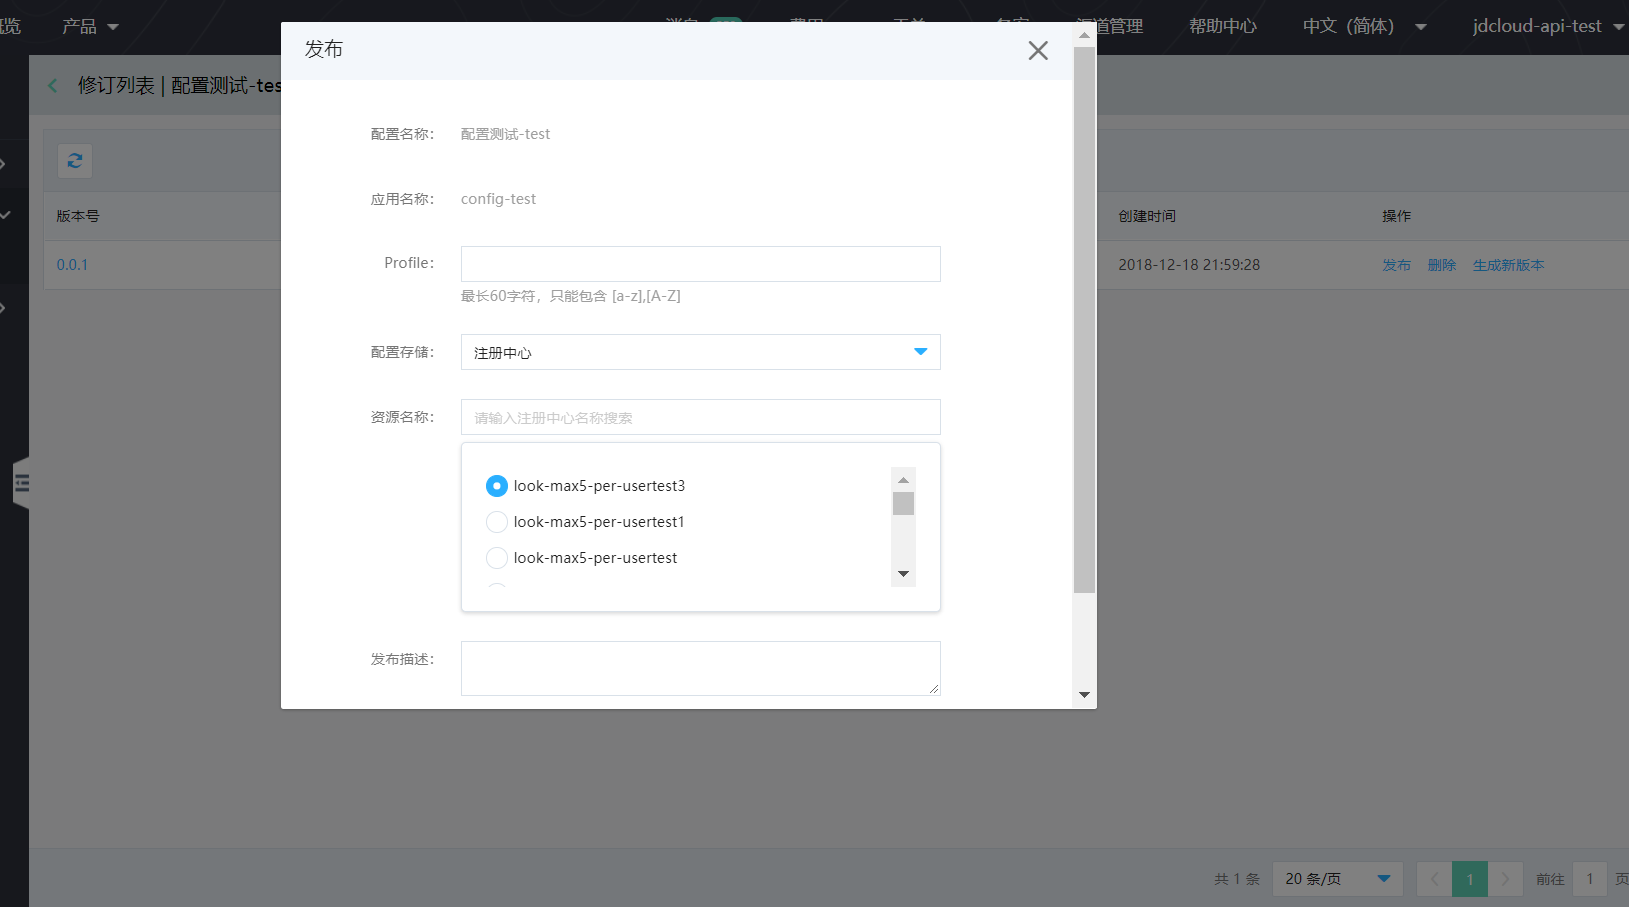 产品
道管理
帮助中心
中文（简体）
jdcloud-api-test
发布
修订列表 | 配置测试-tes
配置名称：
配置测试-test
应用名称：
config-test
版本号
创建时间
操作
Profile：
0.0.1
2018-12-18 21:59:28
发布
删除
生成新版本
最长60字符，只能包含 [a-z],[A-Z]
配置存储：
注册中心
资源名称：
请输入注册中心名称搜索
look-max5-per-usertest3
look-max5-per-usertest1
look-max5-per-usertest
发布描述：
共 1 条
20 条/页
1
前往
1
页